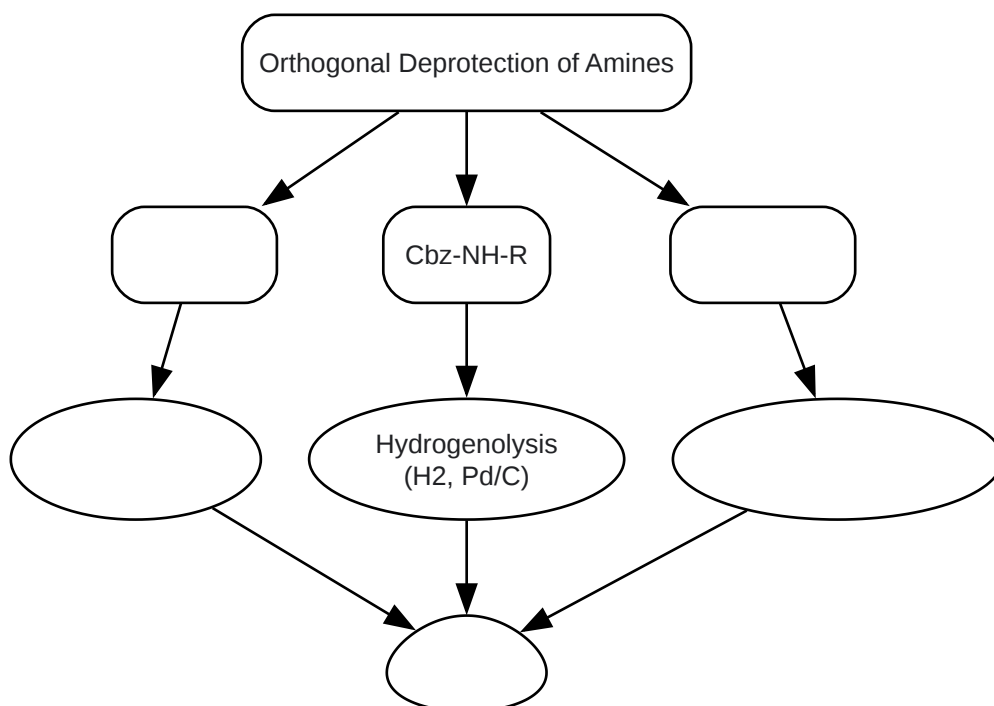 Orthogonal Deprotection of Amines
Cbz-NH-R
Hydrogenolysis
(H2, Pd/C)